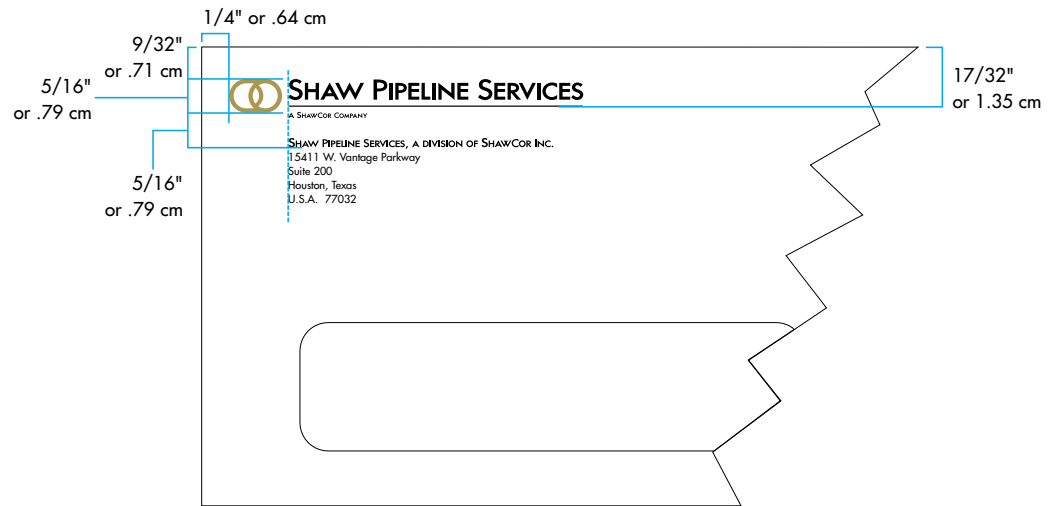 1/4" or .64 cm
9/32"
or .71 cm
5/16"
or .79 cm
17/32"
or 1.35 cm
SHAW PIPELINE SERVICES
A SHAWCOR COMPANY
SHAW PIPELINE SERVICES, A DIVISION OF SHAWCOR INC.
15411 W. Vantage Parkway
Suite 200
Houston, Texas
U.S.A.  77032
5/16"
or .79 cm